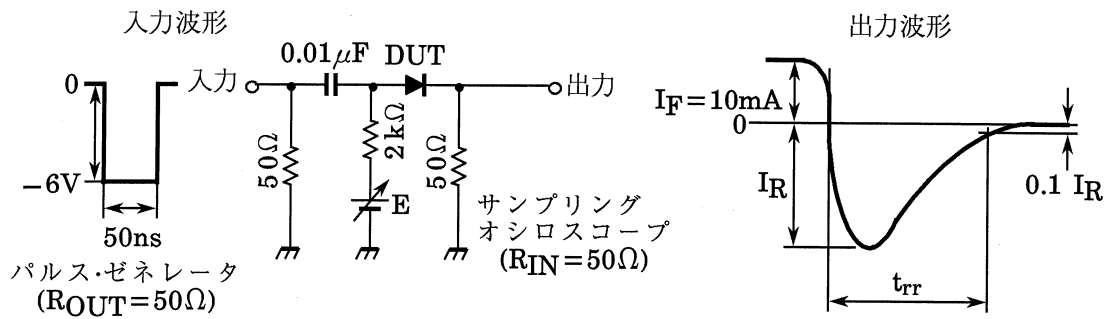 入力波形
0
−6V
50ns
パルス・ゼネレータ
(ROUT=50Ω)
入力
0.01μF
DUT
出力
50Ω
2kΩ
E
50Ω
サンプリング
オシロスコープ
(RIN=50Ω)
出力波形
IF=10mA
0
IR
0.1 IR
trr